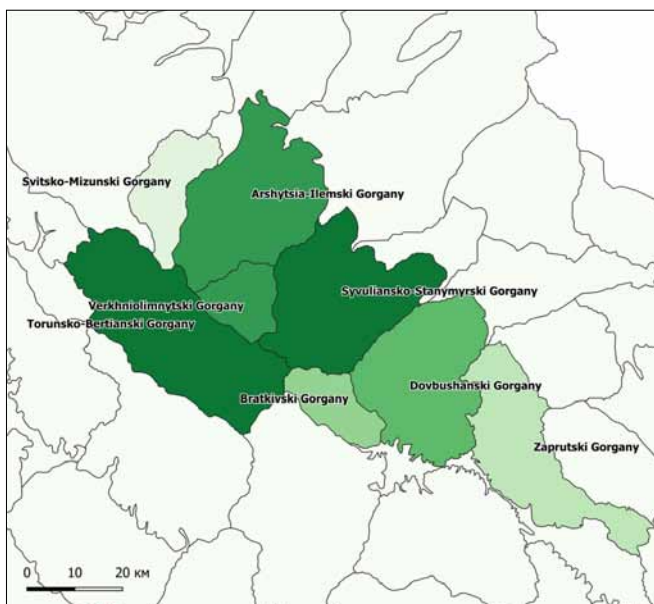 Svitsko-Mizunski Gorgany
Arshytsia-Ilemski Gorgany
Syvuliansko-Stanymyrski Gorgany
Verkhniolimnytski Gorgany
Torunsko-Bertianski Gorgany
Dovbushanski Gorgany
Bratkivski Gorgany
Zaprutski Gorgany
0 10 20 км